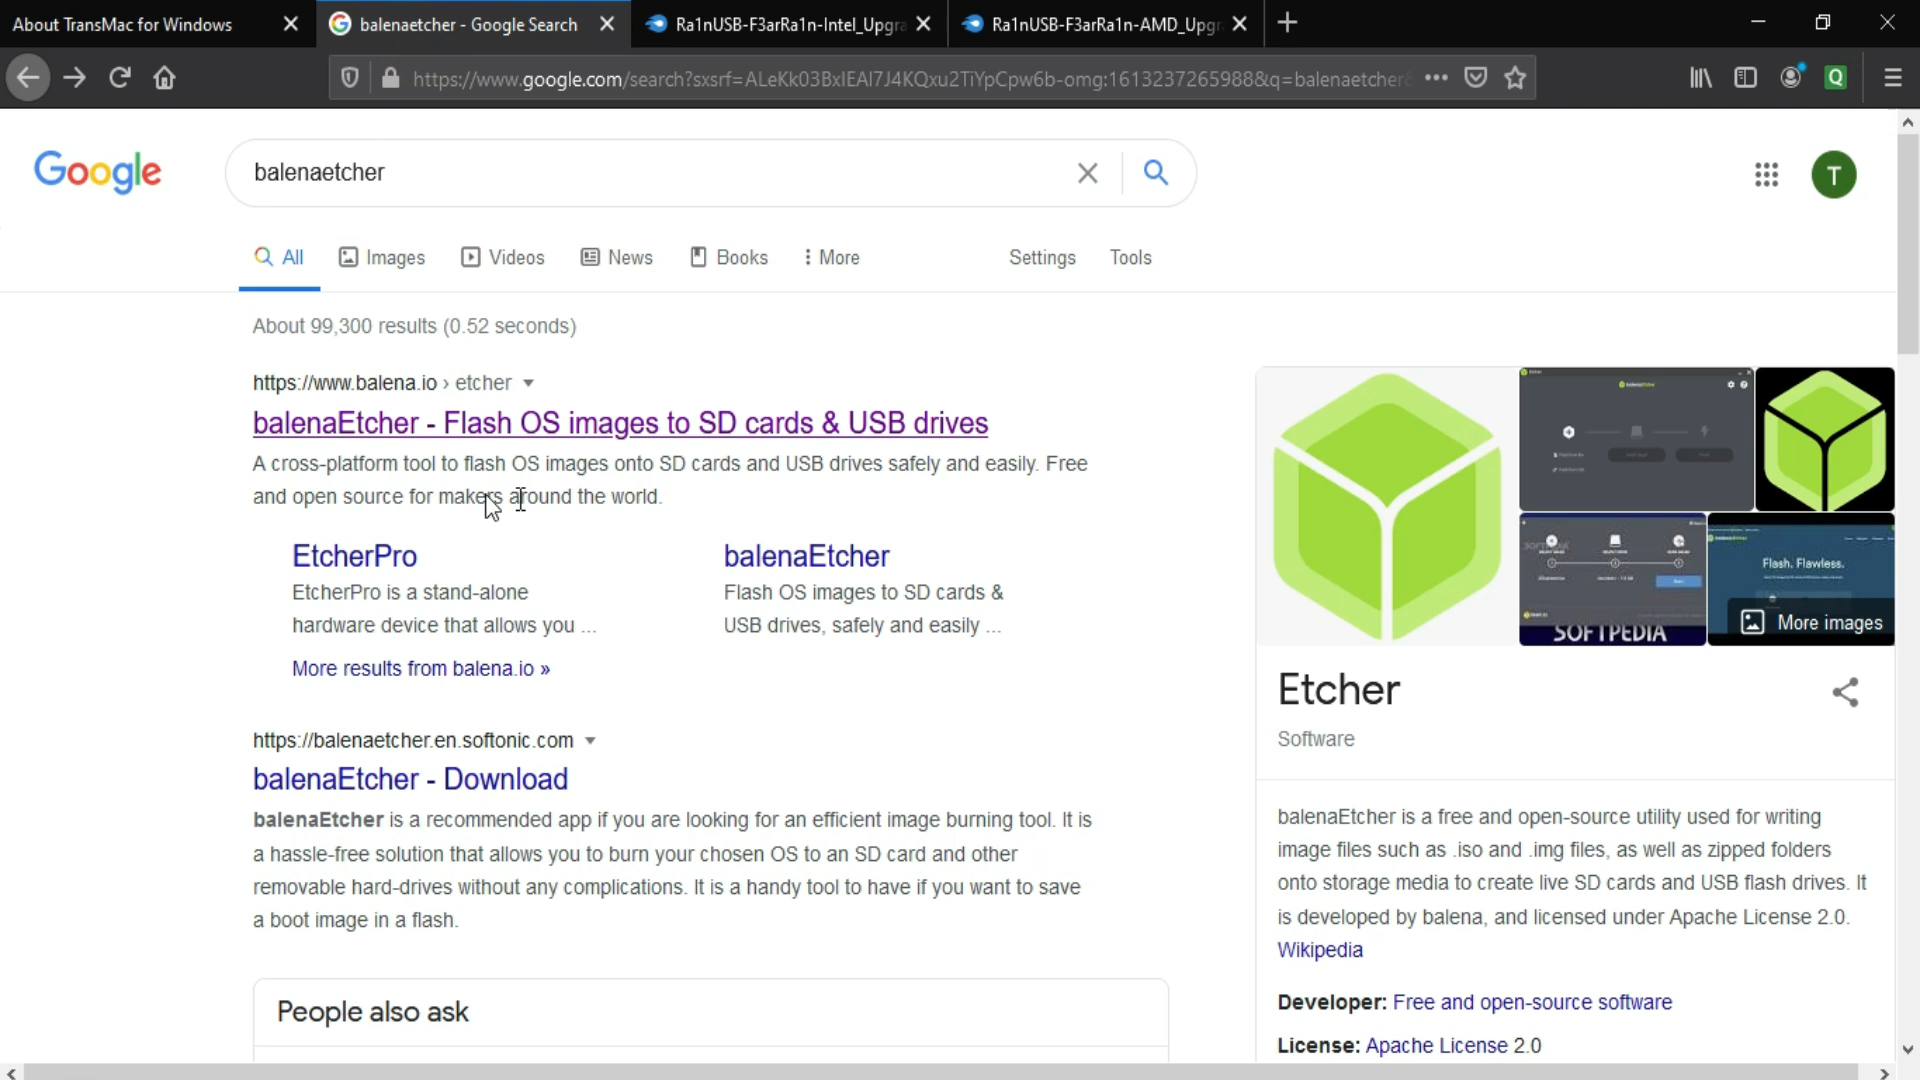 About TransMac for Windows
balenaetcher - Google Search
Ra1nUSB-F3arRa1n-Intel_Upgra
Ra1nUSB-F3arRa1n-AMD_Upgr
https://www.google.com/search?sxsrf=ALeKk03BxIEAI7J4KQxu2TiYpCpw6b-omg:1613237265988&q=balenaetcher
Q
Google
balenaetcher
T
All
Images
Videos
News
Books
More
Settings
Tools
About 99,300 results (0.52 seconds)
https://www.balena.io › etcher
balenaEtcher - Flash OS images to SD cards & USB drives
A cross-platform tool to flash OS images onto SD cards and USB drives safely and easily. Free
and open source for makers around the world.
EtcherPro
EtcherPro is a stand-alone
hardware device that allows you ...
balenaEtcher
Flash OS images to SD cards &
USB drives, safely and easily ...
More results from balena.io »
https://balenaetcher.en.softonic.com
balenaEtcher - Download
balenaEtcher is a recommended app if you are looking for an efficient image burning tool. It is
a hassle-free solution that allows you to burn your chosen OS to an SD card and other
removable hard-drives without any complications. It is a handy tool to have if you want to save
a boot image in a flash.
People also ask
Flash. Flawless.
SOFTPEDIA
More images
Etcher
Software
balenaEtcher is a free and open-source utility used for writing
image files such as .iso and .img files, as well as zipped folders
onto storage media to create live SD cards and USB flash drives. It
is developed by balena, and licensed under Apache License 2.0.
Wikipedia
Developer: Free and open-source software
License: Apache License 2.0